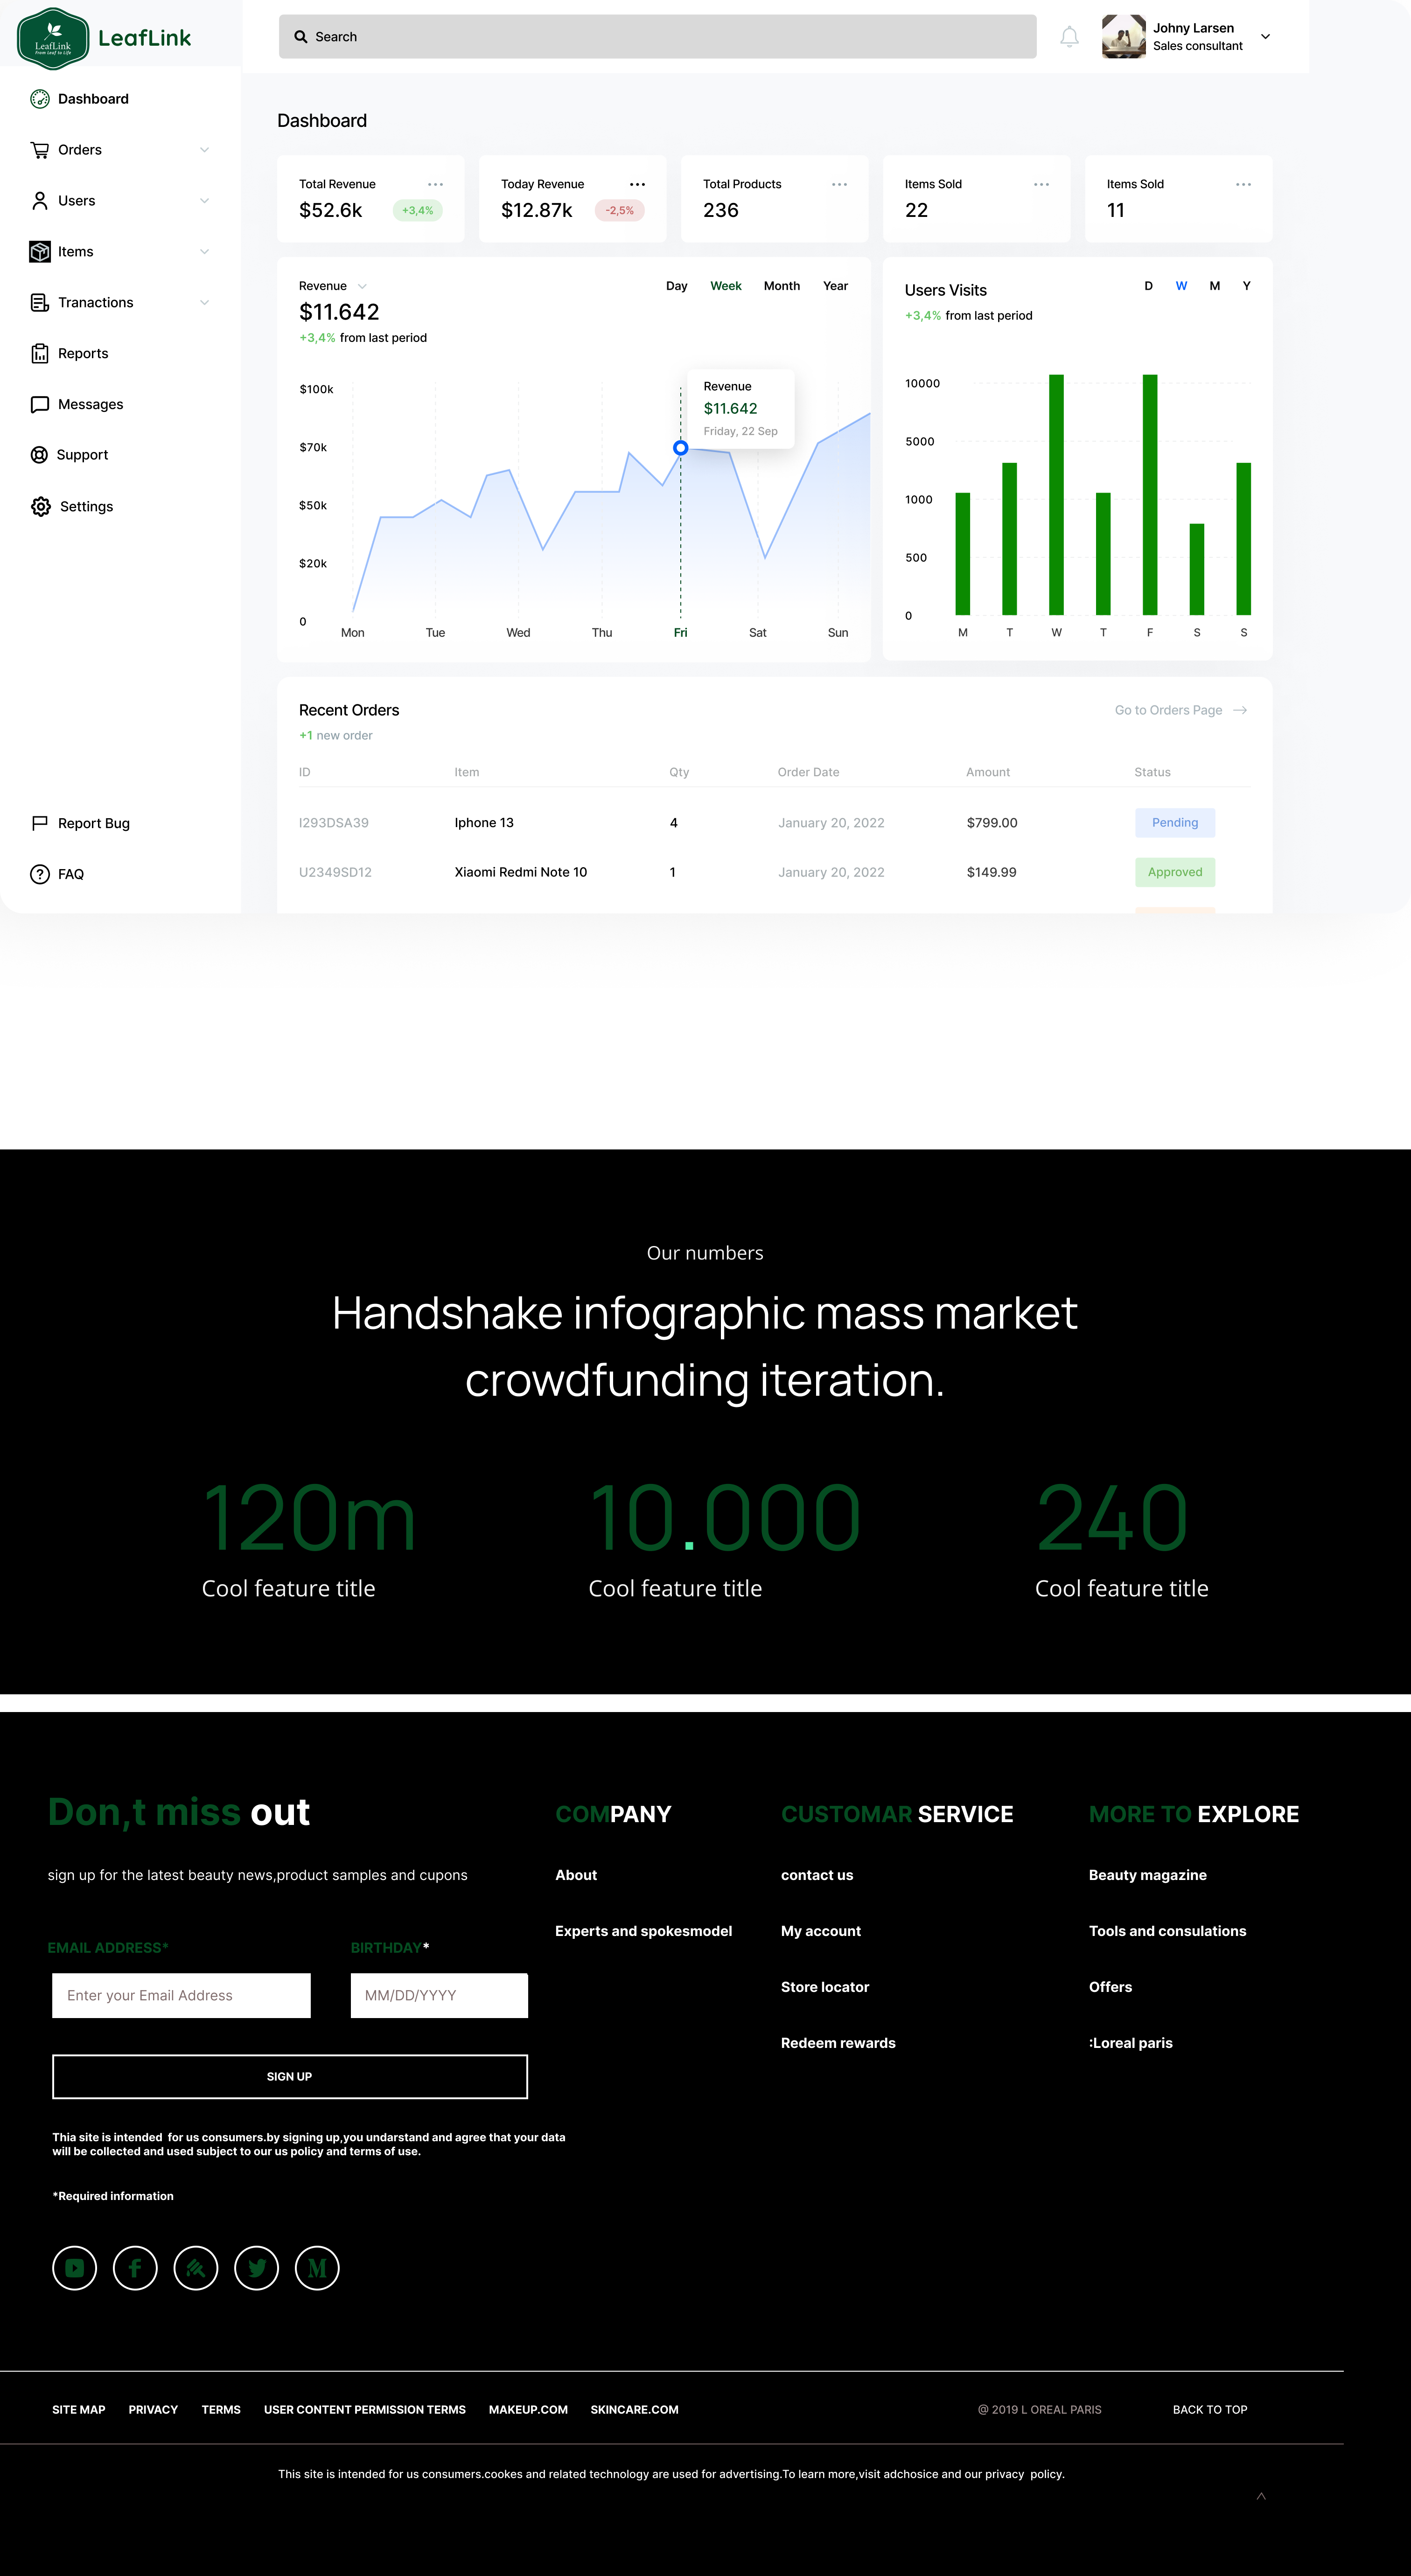 LeafLink
From Leaf to Life
LeafLink
Search
Johny Larsen
Sales consultant
Dashboard
Orders
Users
Items
Tranactions
Reports
Messages
Support
Settings
Report Bug
FAQ
Dashboard
Total Revenue
$52.6k
+3,4%
Today Revenue
$12.87k
-2,5%
Total Products
236
Items Sold
22
Items Sold
11
Revenue
$11.642
+3,4% from last period
Day Week Month Year
$100k
$70k
$50k
$20k
0
Revenue
$11.642
Friday, 22 Sep
Mon Tue Wed Thu Fri Sat Sun
Users Visits
+3,4% from last period
D W M Y
10000
5000
1000
500
0
M T W T F S S
Recent Orders
+1 new order
Go to Orders Page
ID Item Qty Order Date Amount Status
I293DSA39 Iphone 13 4 January 20, 2022 $799.00 Pending
U2349SD12 Xiaomi Redmi Note 10 1 January 20, 2022 $149.99 Approved
Our numbers
Handshake infographic mass market
crowdfunding iteration.
120m
Cool feature title
10.000
Cool feature title
240
Cool feature title
Don,t miss out
sign up for the latest beauty news,product samples and cupons
EMAIL ADDRESS*
Enter your Email Address
BIRTHDAY*
MM/DD/YYYY
SIGN UP
Thia site is intended  for us consumers.by signing up,you undarstand and agree that your data
will be collected and used subject to our us policy and terms of use.
*Required information
COMPANY
About
Experts and spokesmodel
CUSTOMAR SERVICE
contact us
My account
Store locator
Redeem rewards
MORE TO EXPLORE
Beauty magazine
Tools and consulations
Offers
:Loreal paris
SITE MAP PRIVACY TERMS USER CONTENT PERMISSION TERMS MAKEUP.COM SKINCARE.COM
@ 2019 L OREAL PARIS
BACK TO TOP
This site is intended for us consumers.cookes and related technology are used for advertising.To learn more,visit adchosice and our privacy  policy.